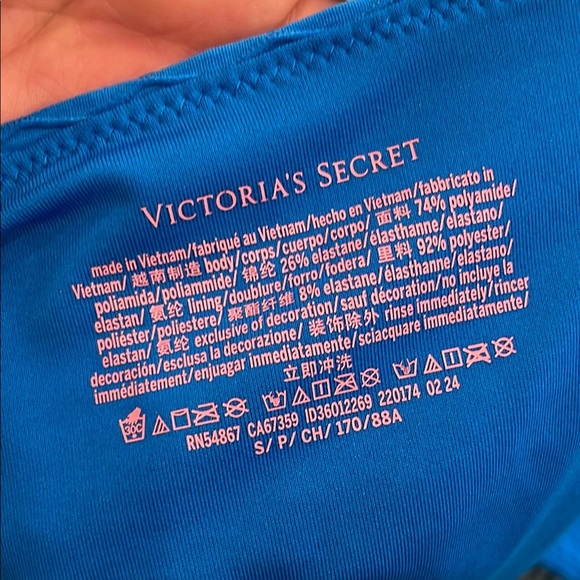 VICTORIA'S SECRET
made in Vietnam/fabriqué au Vietnam/hecho en Vietnam/fabbricato in
Vietnam/ 越南制造 body/corps/cuerpo/corpo/ 面料 74% polyamide/
poliamida/poliammide/ 锦纶 26% elastane/élasthanne/elastano/
elastan/ 氨纶 lining/doublure/forro/fodera/ 里料 92% polyester/
poliéster/poliestere/ 聚酯纤维 8% elastane/élasthanne/elastano/
elastan/ 氨纶 exclusive of decoration/sauf décoration/no incluye la
decoración/esclusa la decorazione/ 装饰除外 rinse immediately/rincer
immédiatement/enjuagar inmediatamente/sciacquare immediatamente/
立即冲洗
30C
RN54867 CA67359 ID36012269 220174 02 24
S/ P/ CH/ 170/88A